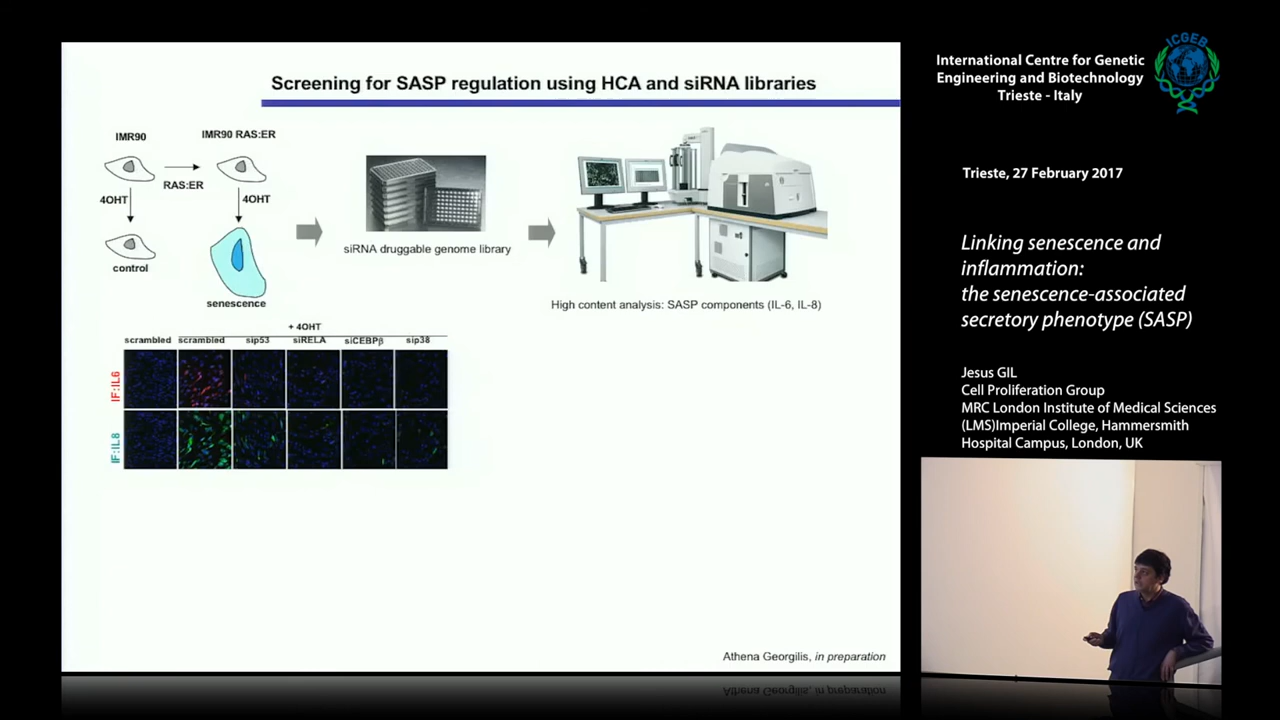 Screening for SASP regulation using HCA and siRNA libraries
IMR90
IMR90 RAS:ER
RAS:ER
4OHT
4OHT
control
senescence
siRNA druggable genome library
High content analysis: SASP components (IL-6, IL-8)
+ 4OHT
scrambled scrambled sip53 siRELA siCEBPβ sip38
IF:IL6
IF:IL8
Athena Georgilis, in preparation
ICGEB
International Centre for Genetic
Engineering and Biotechnology
Trieste - Italy
Trieste, 27 February 2017
Linking senescence and
inflammation:
the senescence-associated
secretory phenotype (SASP)
Jesus GIL
Cell Proliferation Group
MRC London Institute of Medical Sciences
(LMS)Imperial College, Hammersmith
Hospital Campus, London, UK